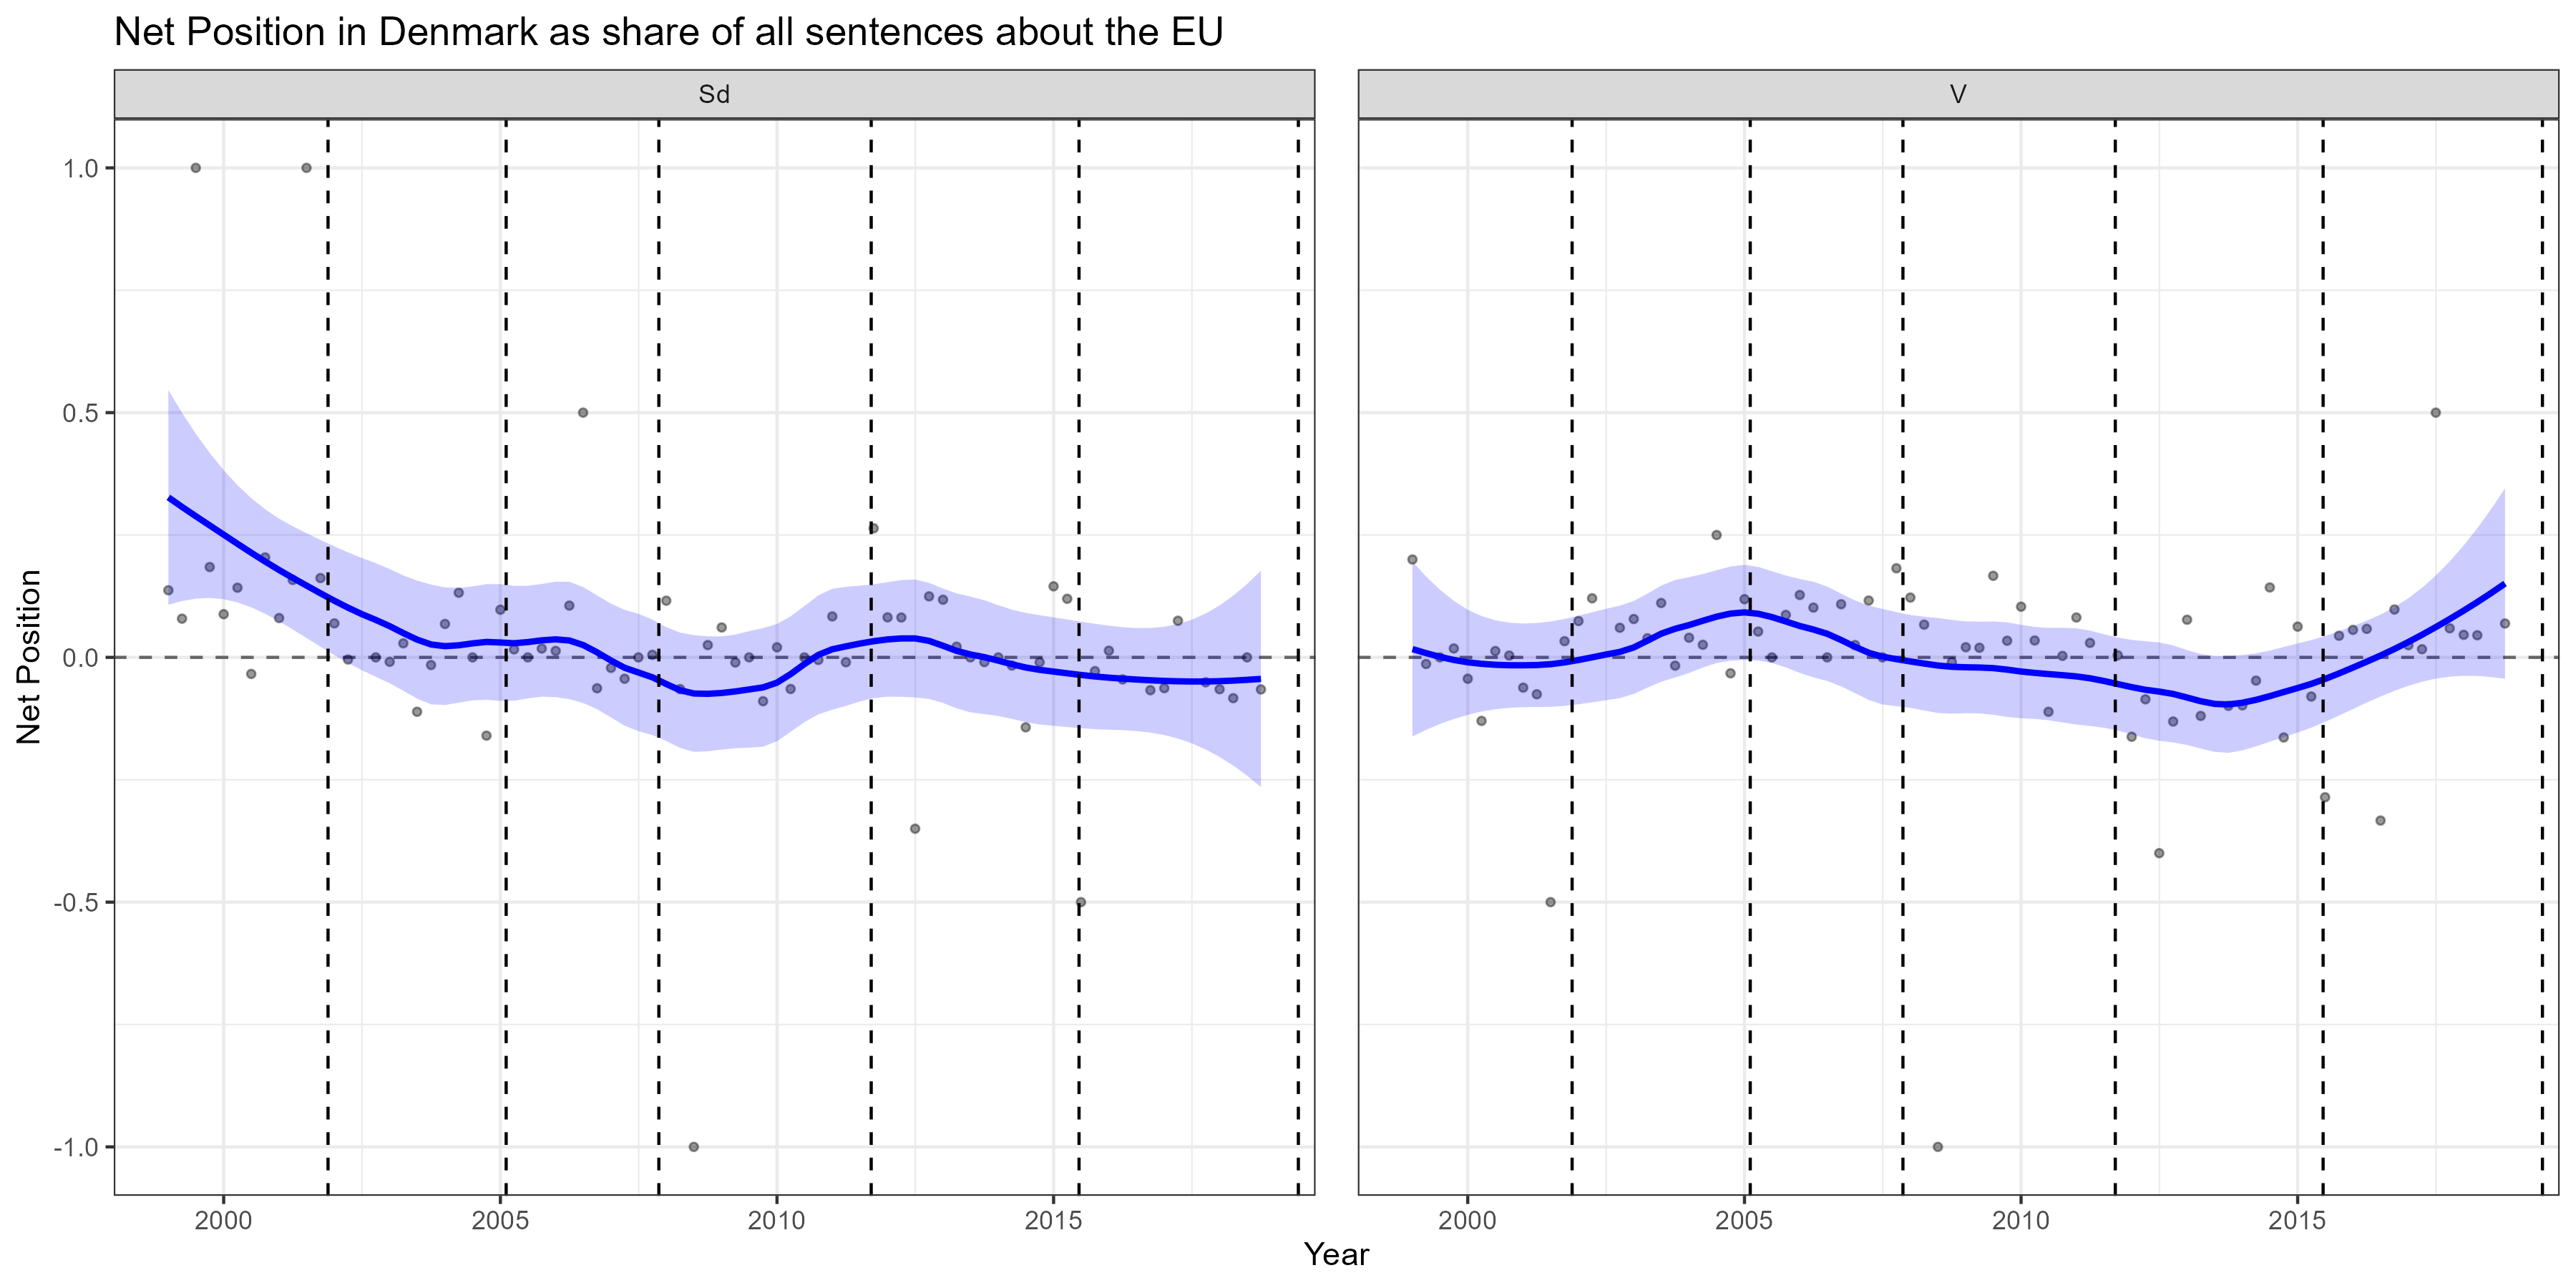 Net Position in Denmark as share of all sentences about the EU
Sd
V
1.0
0.5
0.0
-0.5
-1.0
Net Position
2000 2005 2010 2015
2000 2005 2010 2015
Year